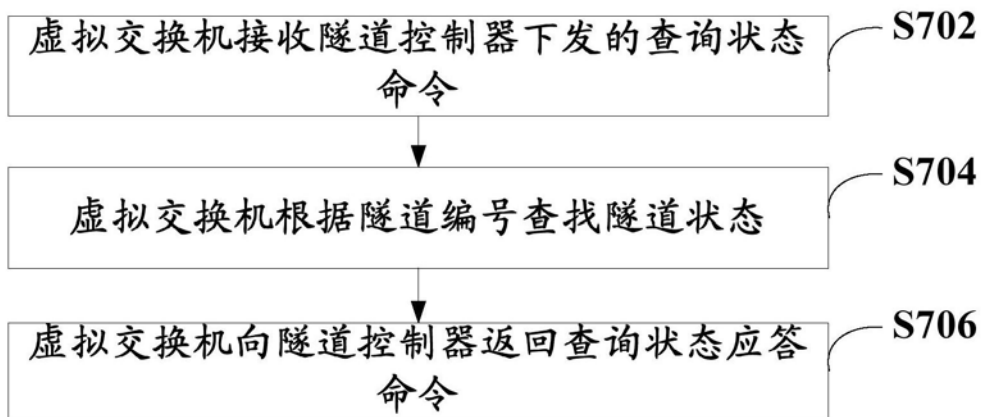 虚拟交换机接收隧道控制器下发的查询状态
命令
S702
虚拟交换机根据隧道编号查找隧道状态
S704
虚拟交换机向隧道控制器返回查询状态应答
命令
S706